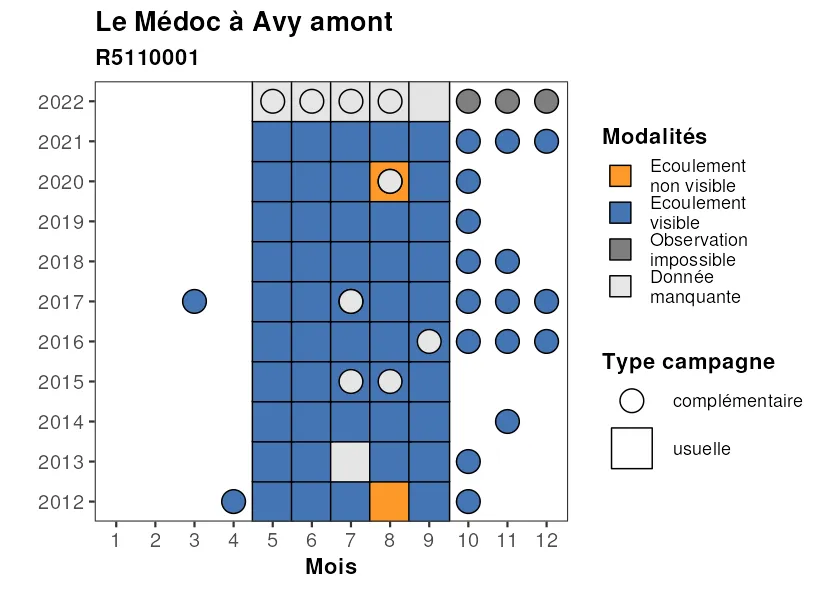 Le Médoc à Avy amont
R5110001
2022
2021
2020
2019
2018
2017
2016
2015
2014
2013
2012
1 2 3 4 5 6 7 8 9 10 11 12
Mois
Modalités
Ecoulement
non visible
Ecoulement
visible
Observation
impossible
Donnée
manquante
Type campagne
complémentaire
usuelle